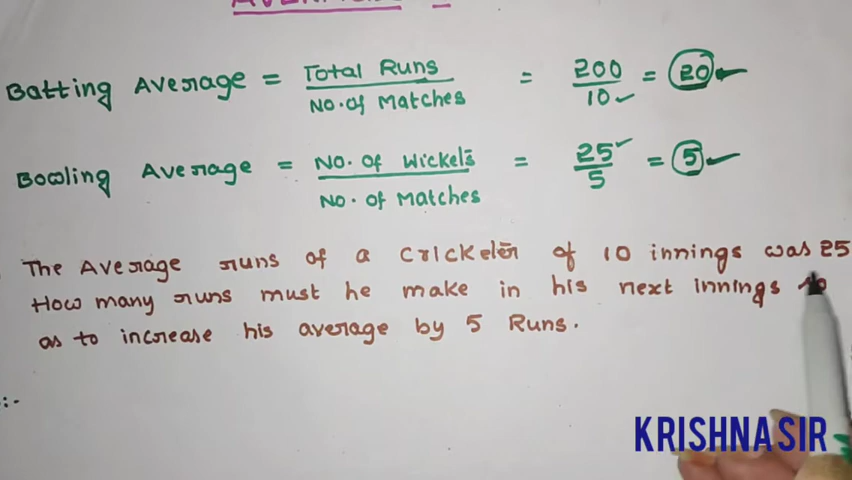 Batting Average = Total Runs / No. of Matches = 200 / 10 = 20
Bowling Average = No. of Wickets / No. of Matches = 25 / 5 = 5
The Average runs of a Cricketer of 10 innings was 25
How many runs must he make in his next innings so
as to increase his average by 5 Runs.
:-
KRISHNA SIR